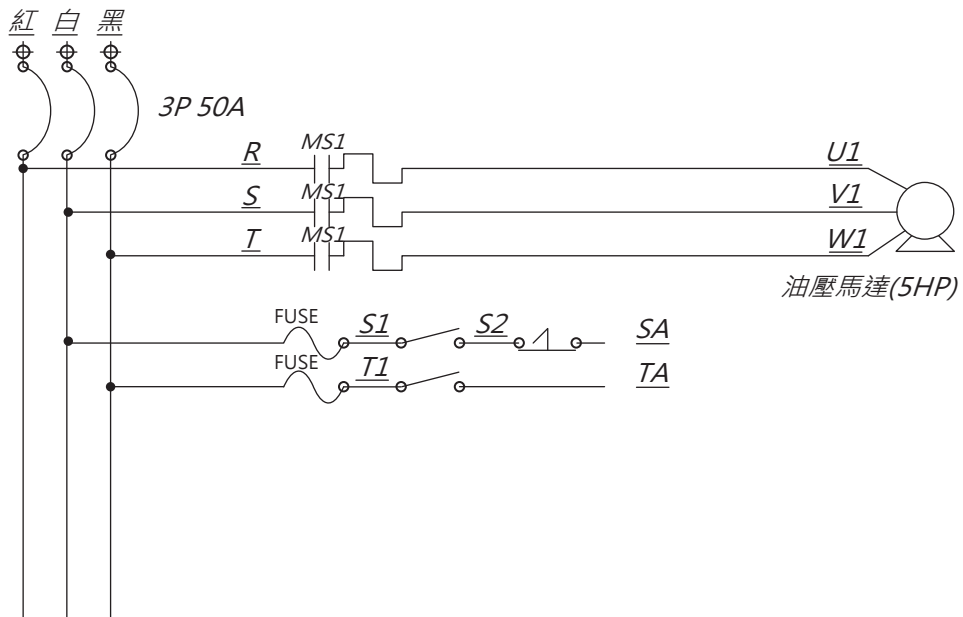 紅 白 黑
3P 50A
R MS1 U1
S MS1 V1
T MS1 W1
油壓馬達(5HP)
FUSE S1 S2 SA
FUSE T1 TA